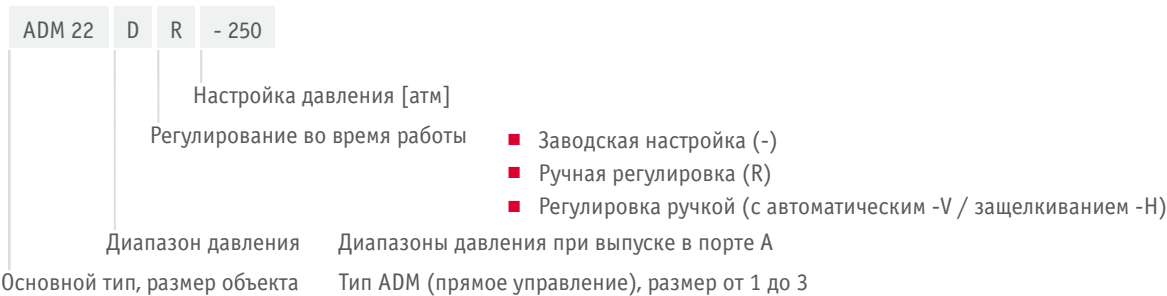 ADM 22 D R - 250
Настройка давления [атм]
Регулирование во время работы
Заводская настройка (-)
Ручная регулировка (R)
Регулировка ручкой (с автоматическим -V / защелкиванием -H)
Диапазон давления Диапазоны давления при выпуске в порте A
Основной тип, размер объекта Тип ADM (прямое управление), размер от 1 до 3